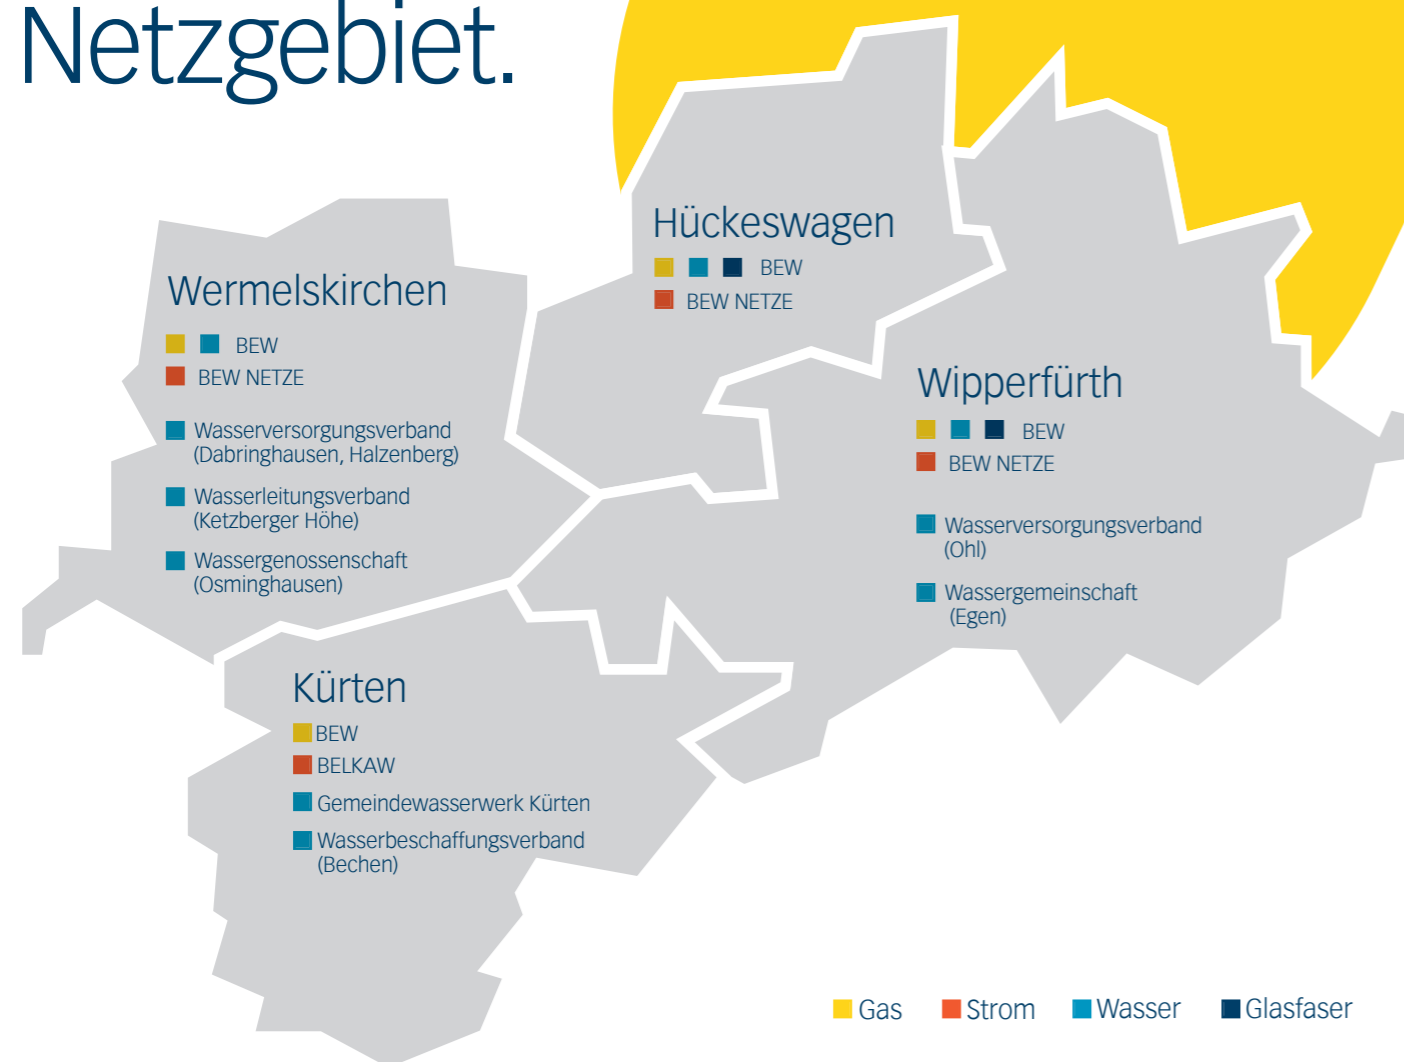 Netzgebiet.
Hückeswagen
BEW
BEW NETZE
Wermelskirchen
BEW
BEW NETZE
Wasserversorgungsverband
(Dabringhausen, Halzenberg)
Wasserleitungsverband
(Ketzberger Höhe)
Wassergenossenschaft
(Osminghausen)
Wipperfürth
BEW
BEW NETZE
Wasserversorgungsverband
(Ohl)
Wassergemeinschaft
(Egen)
Kürten
BEW
BELKAW
Gemeindewasserwerk Kürten
Wasserbeschaffungsverband
(Bechen)
Gas Strom Wasser Glasfaser